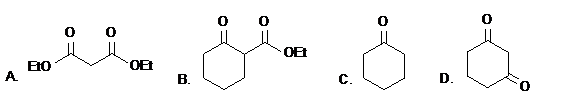 O O O O O O
EtO OEt OEt
A. B. C. D. O